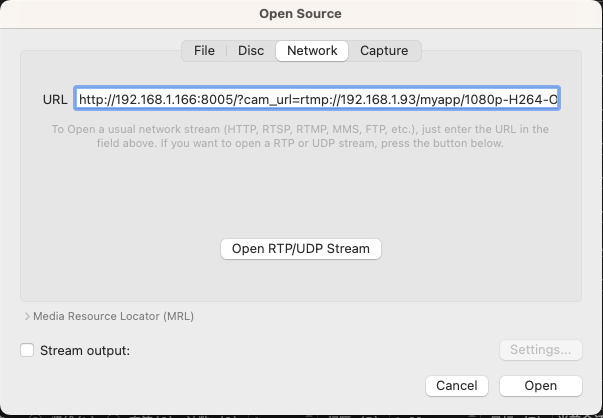 Open Source
File Disc Network Capture
URL http://192.168.1.166:8005/?cam_url=rtmp://192.168.1.93/myapp/1080p-H264-O
To Open a usual network stream (HTTP, RTSP, RTMP, MMS, FTP, etc.), just enter the URL in the
field above. If you want to open a RTP or UDP stream, press the button below.
Open RTP/UDP Stream
Media Resource Locator (MRL)
Stream output:
Settings...
Cancel Open